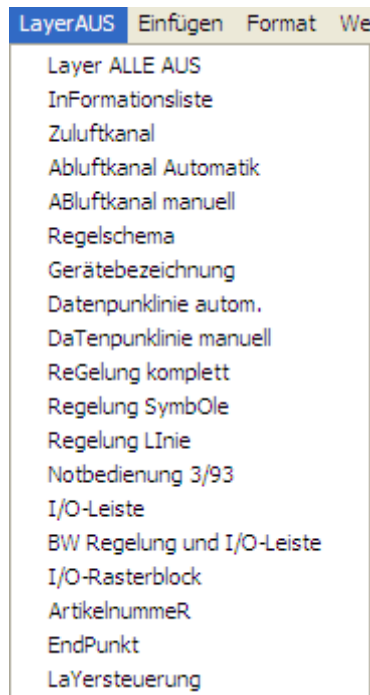 LayerAUS Einfügen Format We
Layer ALLE AUS
InFormationsliste
Zuluftkanal
Abluftkanal Automatik
ABluftkanal manuell
Regelschema
Gerätebezeichnung
Datenpunklinie autom.
DaTenpunklinie manuell
ReGelung komplett
Regelung SymbOle
Regelung LInie
Notbedienung 3/93
I/O-Leiste
BW Regelung und I/O-Leiste
I/O-Rasterblock
ArtikelnummeR
EndPunkt
LaYersteuerung